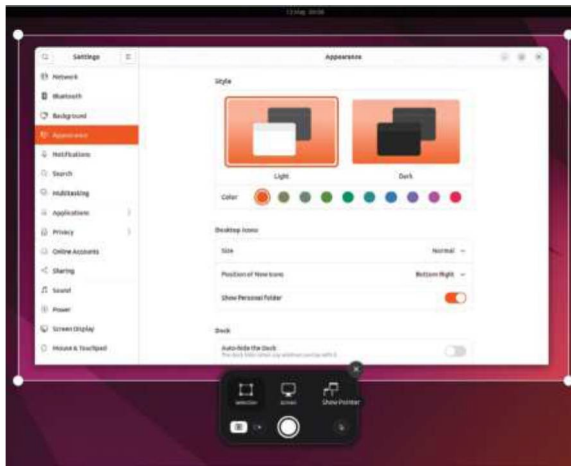 Settings
Appearance
Network
Bluetooth
Background
Appearance
Notifications
Search
Multitasking
Applications
Privacy
Online Accounts
Sharing
Sound
Power
Screen Display
Mouse & Touchpad
Style
Light
Dark
Color
Desktop Icons
Size
Normal
Position of New Icons
Bottom Right
Show Personal folder
Dock
Auto-hide the Dock
Selection
Screen
Show Pointer